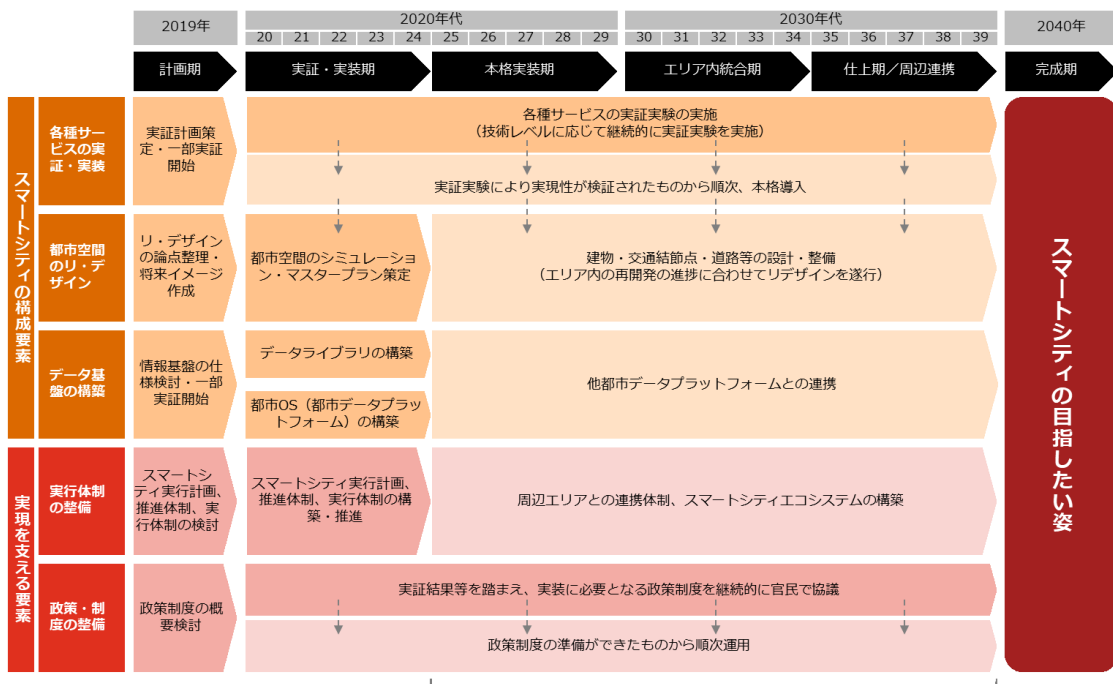 2019年
2020年代
2030年代
2040年
20 21 22 23 24 25 26 27 28 29 30 31 32 33 34 35 36 37 38 39
計画期
実証・実装期
本格実装期
エリア内統合期
仕上期／周辺連携
完成期
スマートシティの構成要素
各種サー
ビスの実
証・実装
実証計画策
定・一部実証
開始
各種サービスの実証実験の実施
（技術レベルに応じて継続的に実証実験を実施）
実証実験により実現性が検証されたものから順次、本格導入
都市空間
のリ・デ
ザイン
リ・デザイン
の論点整理・
将来イメージ
作成
都市空間のシミュレーショ
ン・マスタープラン策定
建物・交通結節点・道路等の設計・整備
（エリア内の再開発の進捗に合わせてリデザインを遂行）
データ基
盤の構築
情報基盤の仕
様検討・一部
実証開始
データライブラリの構築
都市OS（都市データプラッ
トフォーム）の構築
他都市データプラットフォームとの連携
実現を支える要素
実行体制
の整備
スマートシ
ティ実行計画、
推進体制、実
行体制の検討
スマートシティ実行計画、
推進体制、実行体制の構
築・推進
周辺エリアとの連携体制、スマートシティエコシステムの構築
政策・制
度の整備
政策制度の概
要検討
実証結果等を踏まえ、実装に必要となる政策制度を継続的に官民で協議
政策制度の準備ができたものから順次運用
スマートシティの目指したい姿